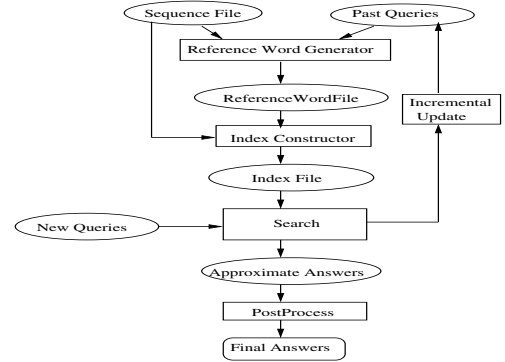 Sequence File
Past Queries
Reference Word Generator
ReferenceWordFile
Incremental
Update
Index Constructor
Index File
New Queries
Search
Approximate Answers
PostProcess
Final Answers